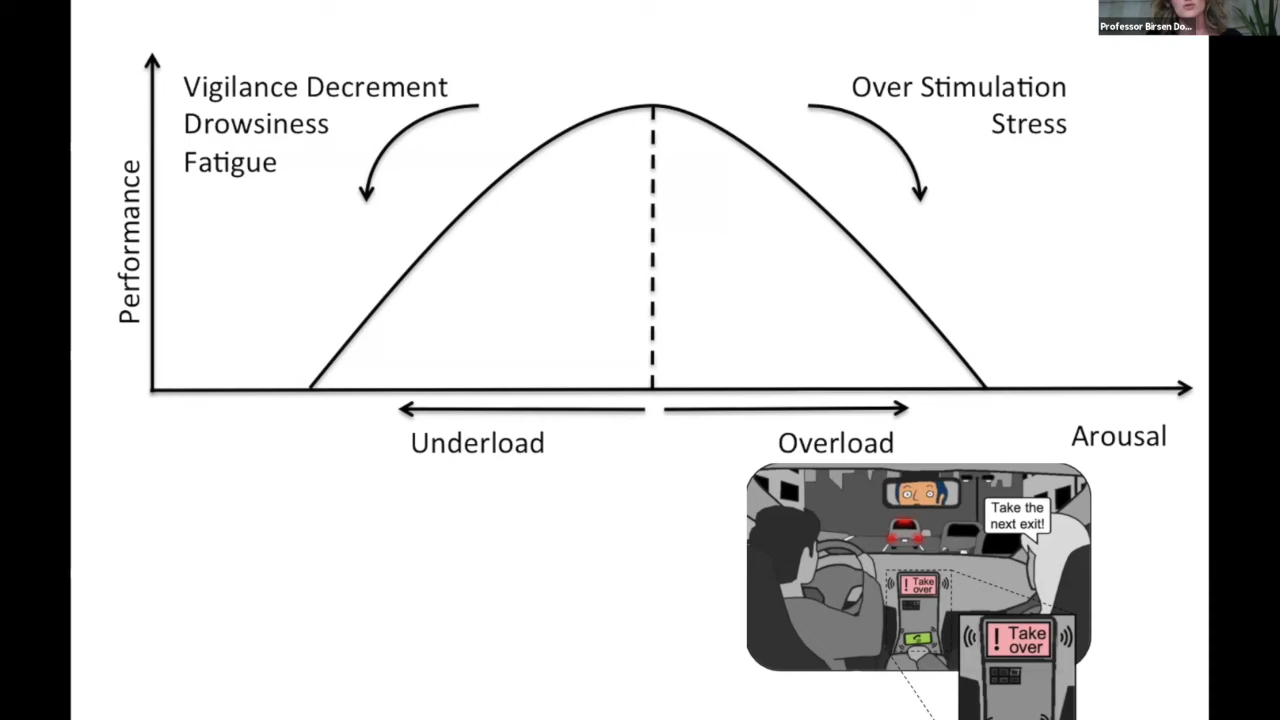 Professor Birsen Do...
Vigilance Decrement
Drowsiness
Fatigue
Over Stimulation
Stress
Performance
Underload
Overload
Arousal
Take the
next exit!
! Take
over
! Take
over